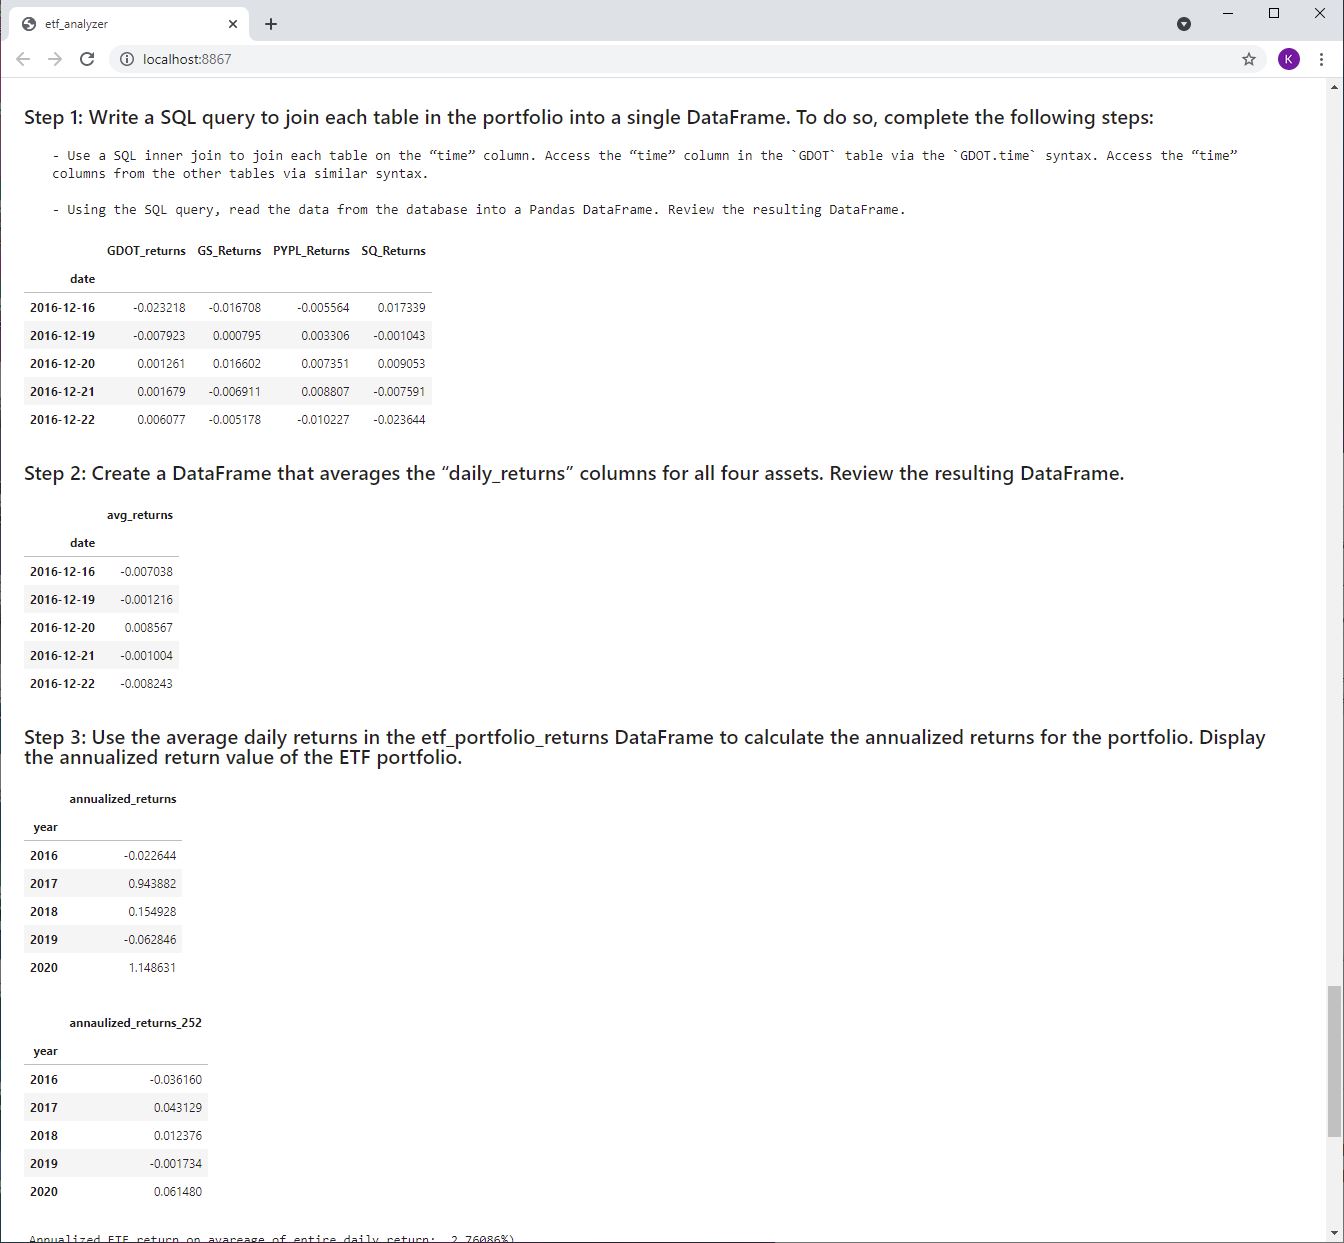 etf_analyzer
localhost:8867
K
Step 1: Write a SQL query to join each table in the portfolio into a single DataFrame. To do so, complete the following steps:
- Use a SQL inner join to join each table on the “time” column. Access the “time” column in the `GDOT` table via the `GDOT.time` syntax. Access the “time”
columns from the other tables via similar syntax.
- Using the SQL query, read the data from the database into a Pandas DataFrame. Review the resulting DataFrame.
GDOT_returns GS_Returns PYPL_Returns SQ_Returns
date
2016-12-16 -0.023218 -0.016708 -0.005564 0.017339
2016-12-19 -0.007923 0.000795 0.003306 -0.001043
2016-12-20 0.001261 0.016602 0.007351 0.009053
2016-12-21 0.001679 -0.006911 0.008807 -0.007591
2016-12-22 0.006077 -0.005178 -0.010227 -0.023644
Step 2: Create a DataFrame that averages the “daily_returns” columns for all four assets. Review the resulting DataFrame.
avg_returns
date
2016-12-16 -0.007038
2016-12-19 -0.001216
2016-12-20 0.008567
2016-12-21 -0.001004
2016-12-22 -0.008243
Step 3: Use the average daily returns in the etf_portfolio_returns DataFrame to calculate the annualized returns for the portfolio. Display
the annualized return value of the ETF portfolio.
annualized_returns
year
2016 -0.022644
2017 0.943882
2018 0.154928
2019 -0.062846
2020 1.148631
annaulized_returns_252
year
2016 -0.036160
2017 0.043129
2018 0.012376
2019 -0.001734
2020 0.061480
Annualized ETF return on avareage of entire daily return: 2.76086%)